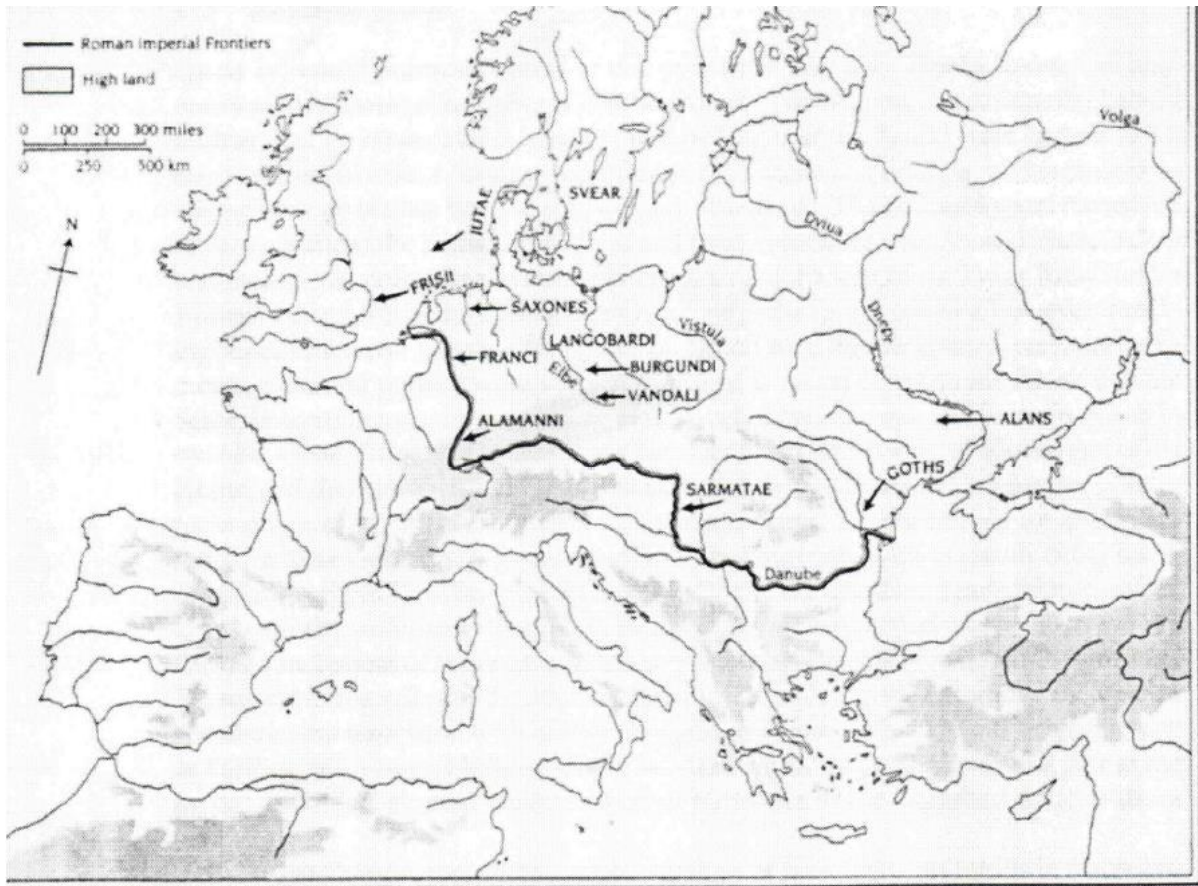 Roman Imperial Frontiers
High land
0 100 200 300 miles
0 250 500 km
N
Volga
SVEAR
JUTAE
Dvina
FRISII
SAXONES
Vistula
Dnepr
LANGOBARDI
FRANCI
BURGUNDI
Elbe
VANDALI
ALAMANNI
ALANS
GOTHS
SARMATAE
Danube